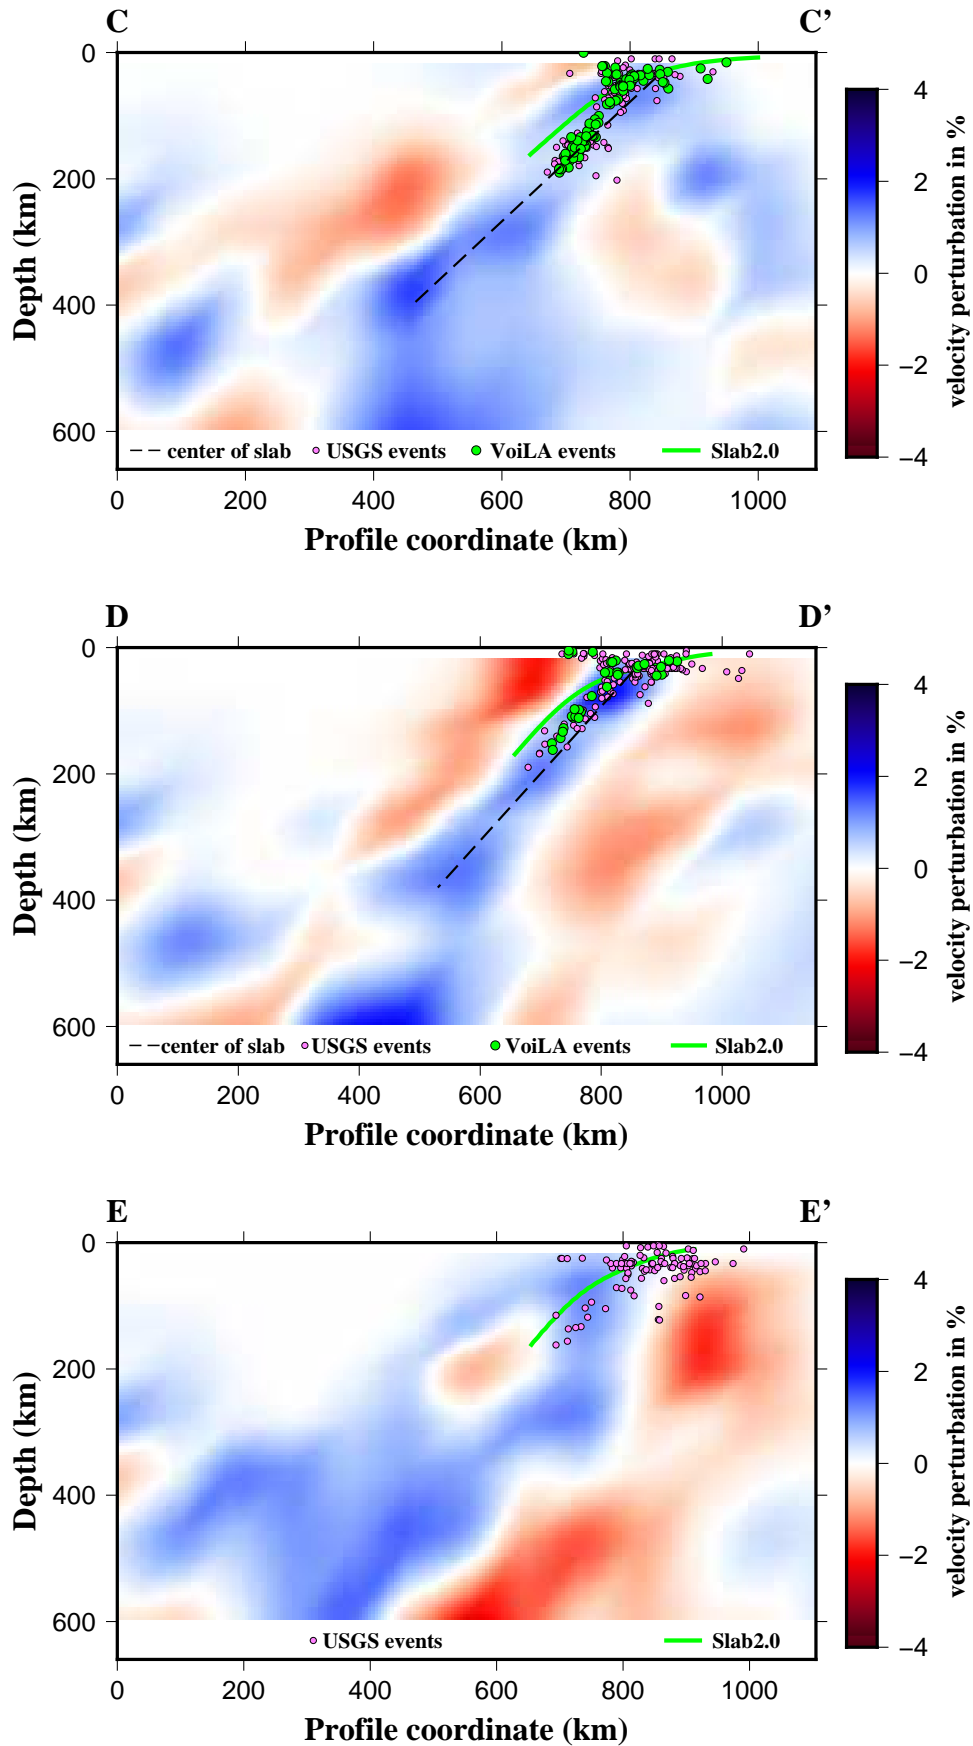 C C’
0
200
400
600
Depth (km)
center of slab USGS events VoiLA events Slab2.0
0 200 400 600 800 1000
Profile coordinate (km)
4
2
0
−2
−4
velocity perturbation in %
D D’
0
200
400
600
Depth (km)
center of slab USGS events VoiLA events Slab2.0
0 200 400 600 800 1000
Profile coordinate (km)
4
2
0
−2
−4
velocity perturbation in %
E E’
0
200
400
600
Depth (km)
USGS events Slab2.0
0 200 400 600 800 1000
Profile coordinate (km)
4
2
0
−2
−4
velocity perturbation in %